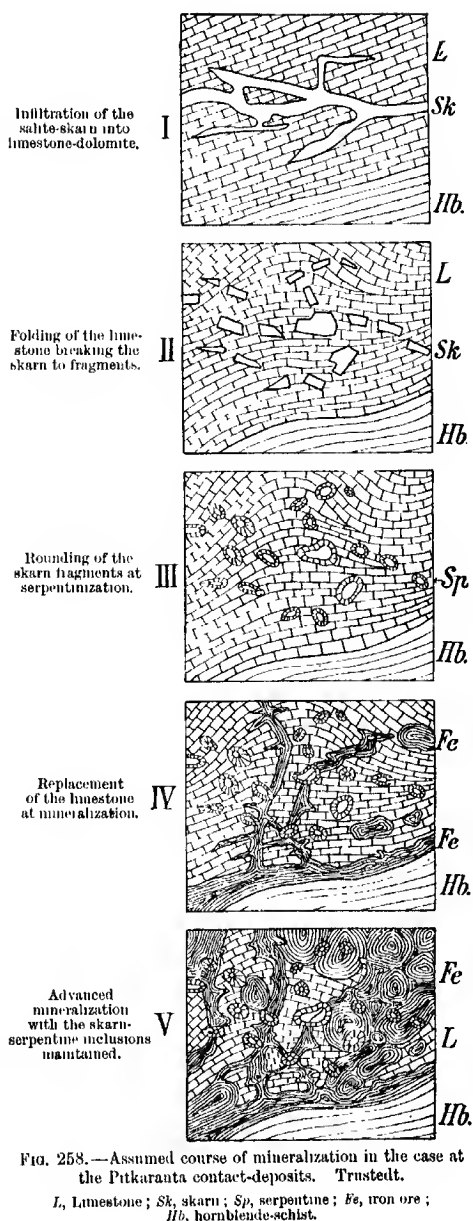 Infiltration of the
salite-skarn into
limestone-dolomite.
I
L
Sk
Hb.
Folding of the lime-
stone breaking the
skarn to fragments.
II
L
Sk
Hb.
Rounding of the
skarn fragments at
serpentinization.
III
Sp
Hb.
Replacement
of the limestone
at mineralization.
IV
Fe
Fe
Hb.
Advanced
mineralization
with the skarn-
serpentine inclusions
maintained.
V
Fe
L
Hb.
FIG. 258.—Assumed course of mineralization in the case at
the Pitkäranta contact-deposits. Trustedt.
L, Limestone; Sk, skarn; Sp, serpentine; Fe, iron ore;
Hb, hornblende-schist.